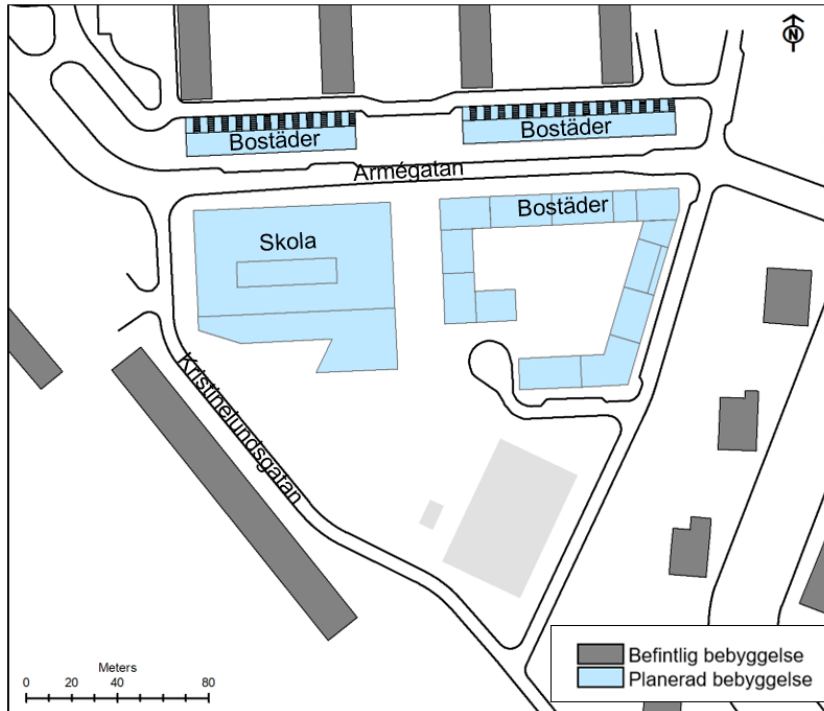 N
Bostäder
Bostäder
Armégatan
Bostäder
Skola
Kristinelundsgatan
Meters
0 20 40 80
Befintlig bebyggelse
Planerad bebyggelse